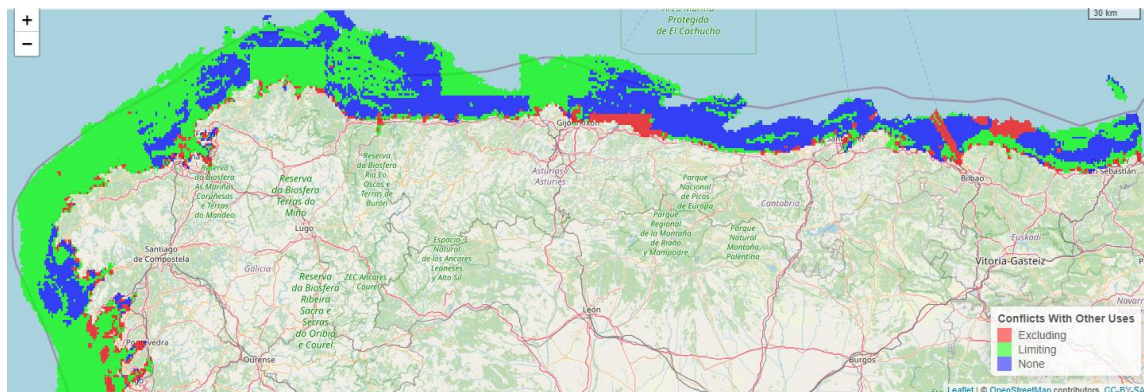 +
−
Area Marina
Protegida
de El Cachucho
30 km
Gijón/Xixón
Reserva
da Biosfera
As Mariñas
Coruñesas
e Terras
do Mandeo
Reserva
da Biosfera
Terras do
Miño
Reserva
da Biosfera
Río Eo,
Oscos e
Terras de
Burón
Asturias
Asturies
Parque
Nacional
de Picos
de Europa
Cantabria
Bilbao
San Sebastián
Santiago
de Compostela
Lugo
Galicia
Espacio
Natural
de los Ancares
Leoneses
y Alto Sil
Parque
Regional
de la Montaña
de Riaño
y Mampodre
Parque
Natural
Montaña
Palentina
Euskadi
Vitoria-Gasteiz
Reserva
da Biosfera
Ribeira
Sacra e
Serras
do Oribio
e Courel
ZEC Ancares
Courel
León
Pontevedra
Ourense
Burgos
Navarr
Conflicts With Other Uses
Excluding
Limiting
None
Leaflet | © OpenStreetMap contributors, CC-BY-SA